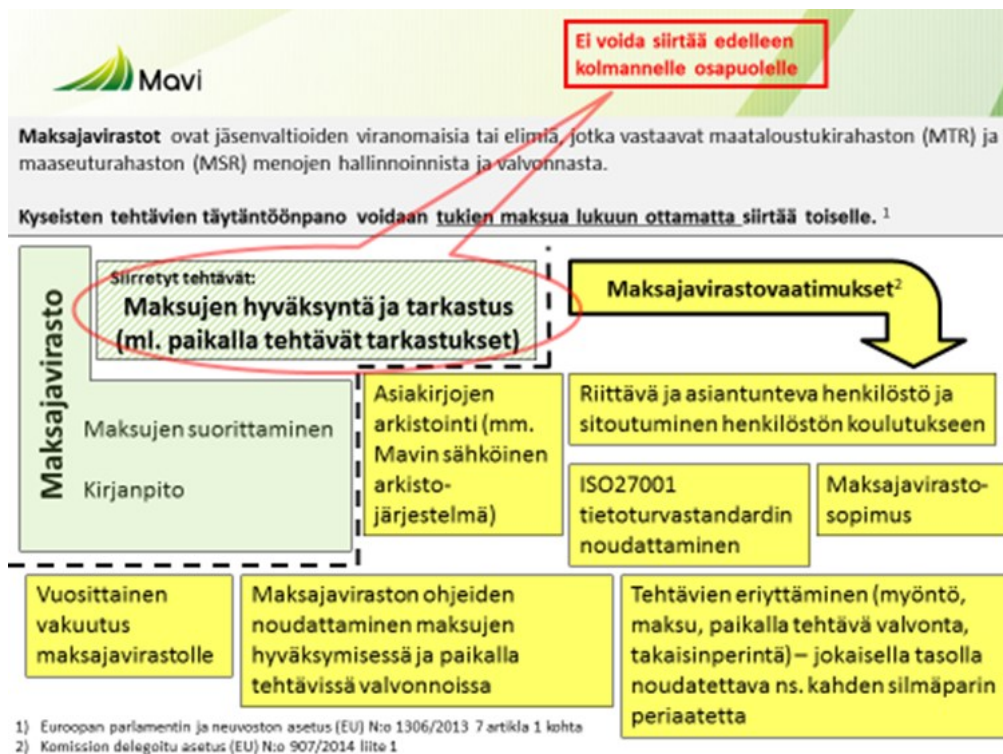 Ei voida siirtää edelleen
kolmannelle osapuolelle
Mavi
Maksajavirastot ovat jäsenvaltioiden viranomaisia tai elimiä, jotka vastaavat maataloustukirahaston (MTR) ja
maaseuturahaston (MSR) menojen hallinnoinnista ja valvonnasta.
Kyseisten tehtävien täytäntöönpano voidaan tukien maksua lukuun ottamatta siirtää toiselle. 1
Maksajavirasto
Siirretyt tehtävät:
Maksujen hyväksyntä ja tarkastus
(ml. paikalla tehtävät tarkastukset)
Maksajavirastovaatimukset2
Maksujen suorittaminen
Kirjanpito
Asiakirjojen
arkistointi (mm.
Mavin sähköinen
arkisto-
järjestelmä)
Riittävä ja asiantunteva henkilöstö ja
sitoutuminen henkilöstön koulutukseen
ISO27001
tietoturvastandardin
noudattaminen
Maksajavirasto-
sopimus
Vuosittainen
vakuutus
maksajavirastolle
Maksajaviraston ohjeiden
noudattaminen maksujen
hyväksymisessä ja paikalla
tehtävissä valvonnoissa
Tehtävien eriyttäminen (myöntö,
maksu, paikalla tehtävä valvonta,
takaisinperintä) – jokaisella tasolla
noudatettava ns. kahden silmäparin
periaatetta
1) Euroopan parlamentin ja neuvoston asetus (EU) N:o 1306/2013 7 artikla 1 kohta
2) Komission delegoitu asetus (EU) N:o 907/2014 liite 1